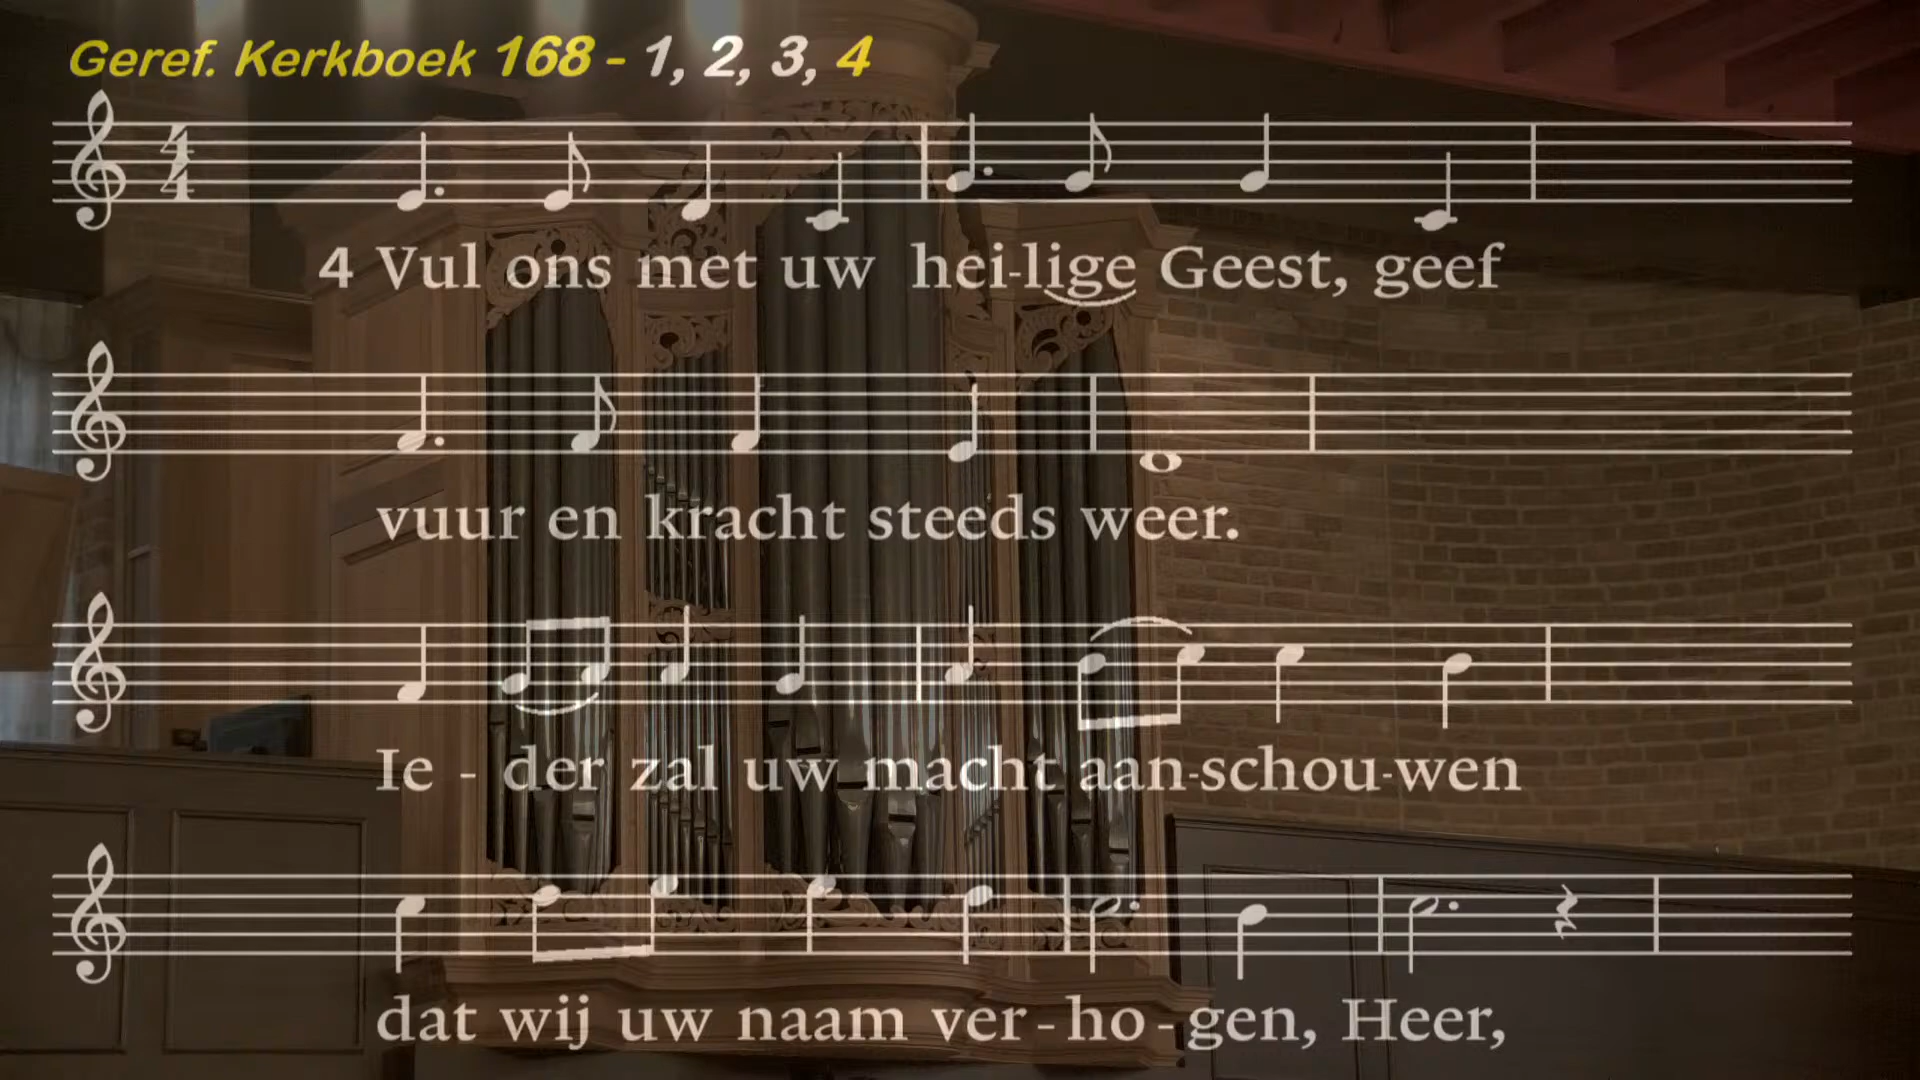 Geref. Kerkboek 168 - 1, 2, 3, 4
4 Vul ons met uw hei-lige Geest, geef
vuur en kracht steeds weer.
Ie - der zal uw macht aan-schou-wen
dat wij uw naam ver-ho-gen, Heer,